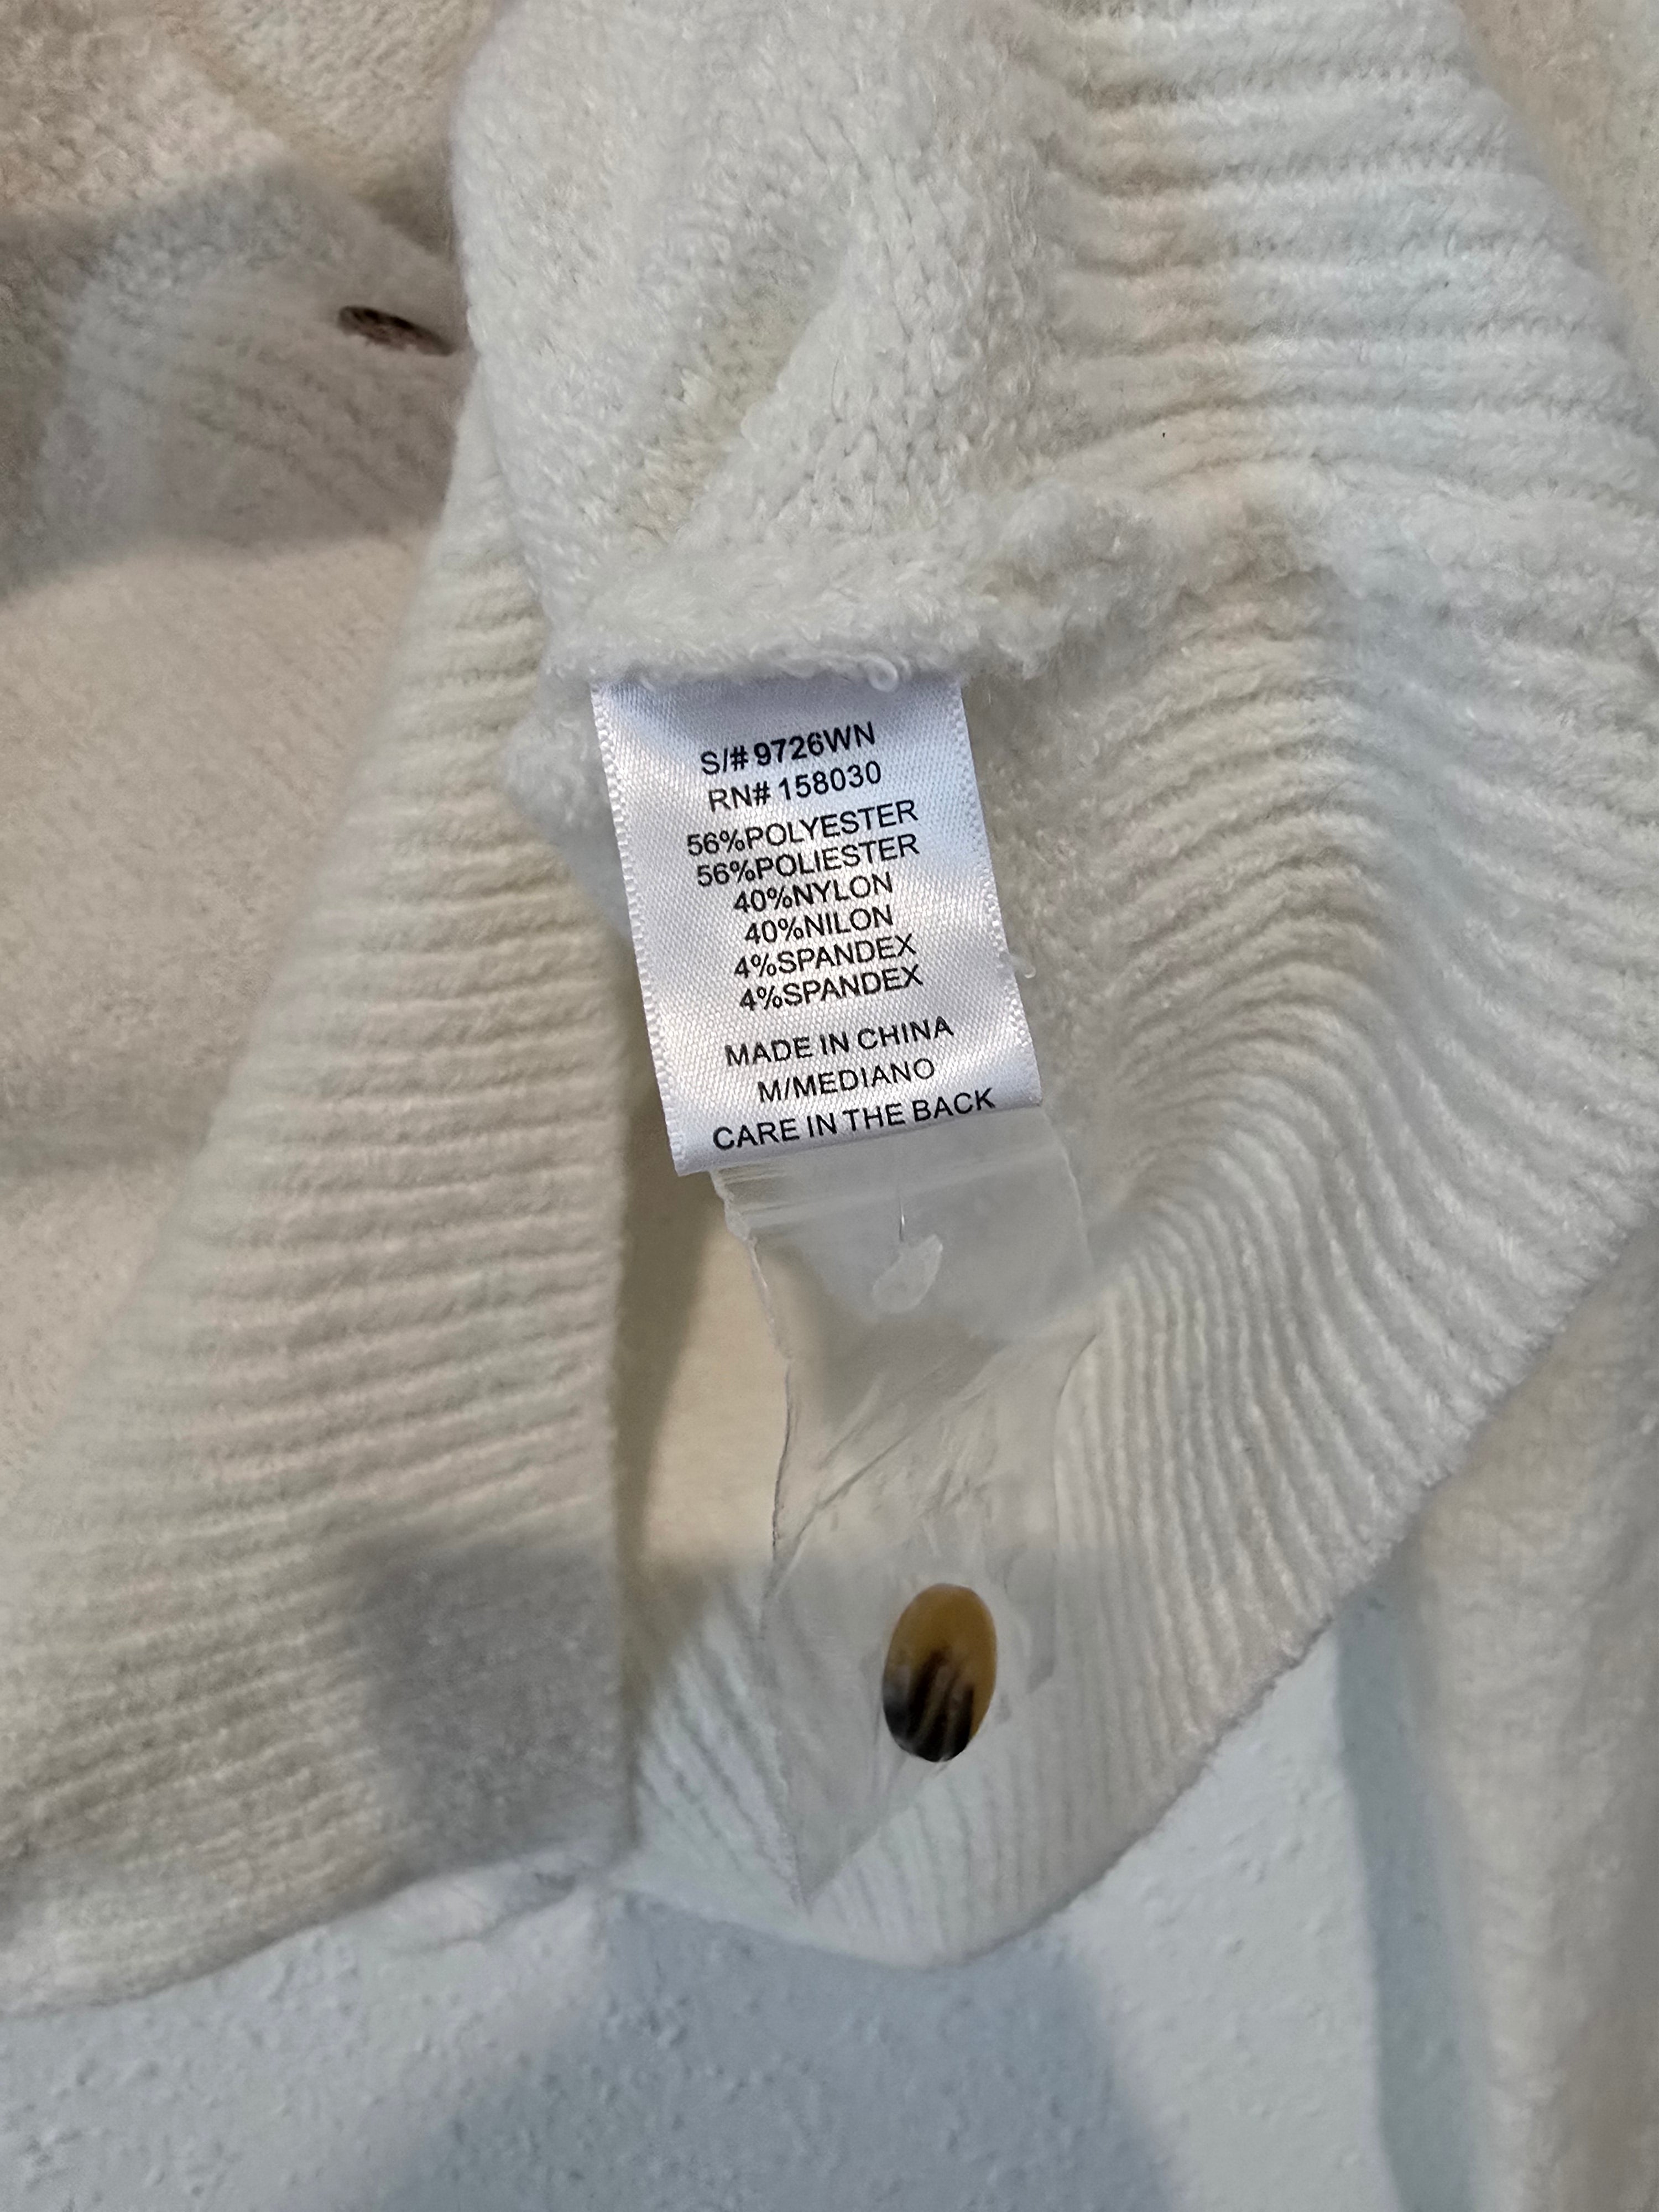 S/# 9726WN
RN# 158030
56%POLYESTER
56%POLIESTER
40%NYLON
40%NILON
4%SPANDEX
4%SPANDEX
MADE IN CHINA
M/MEDIANO
CARE IN THE BACK